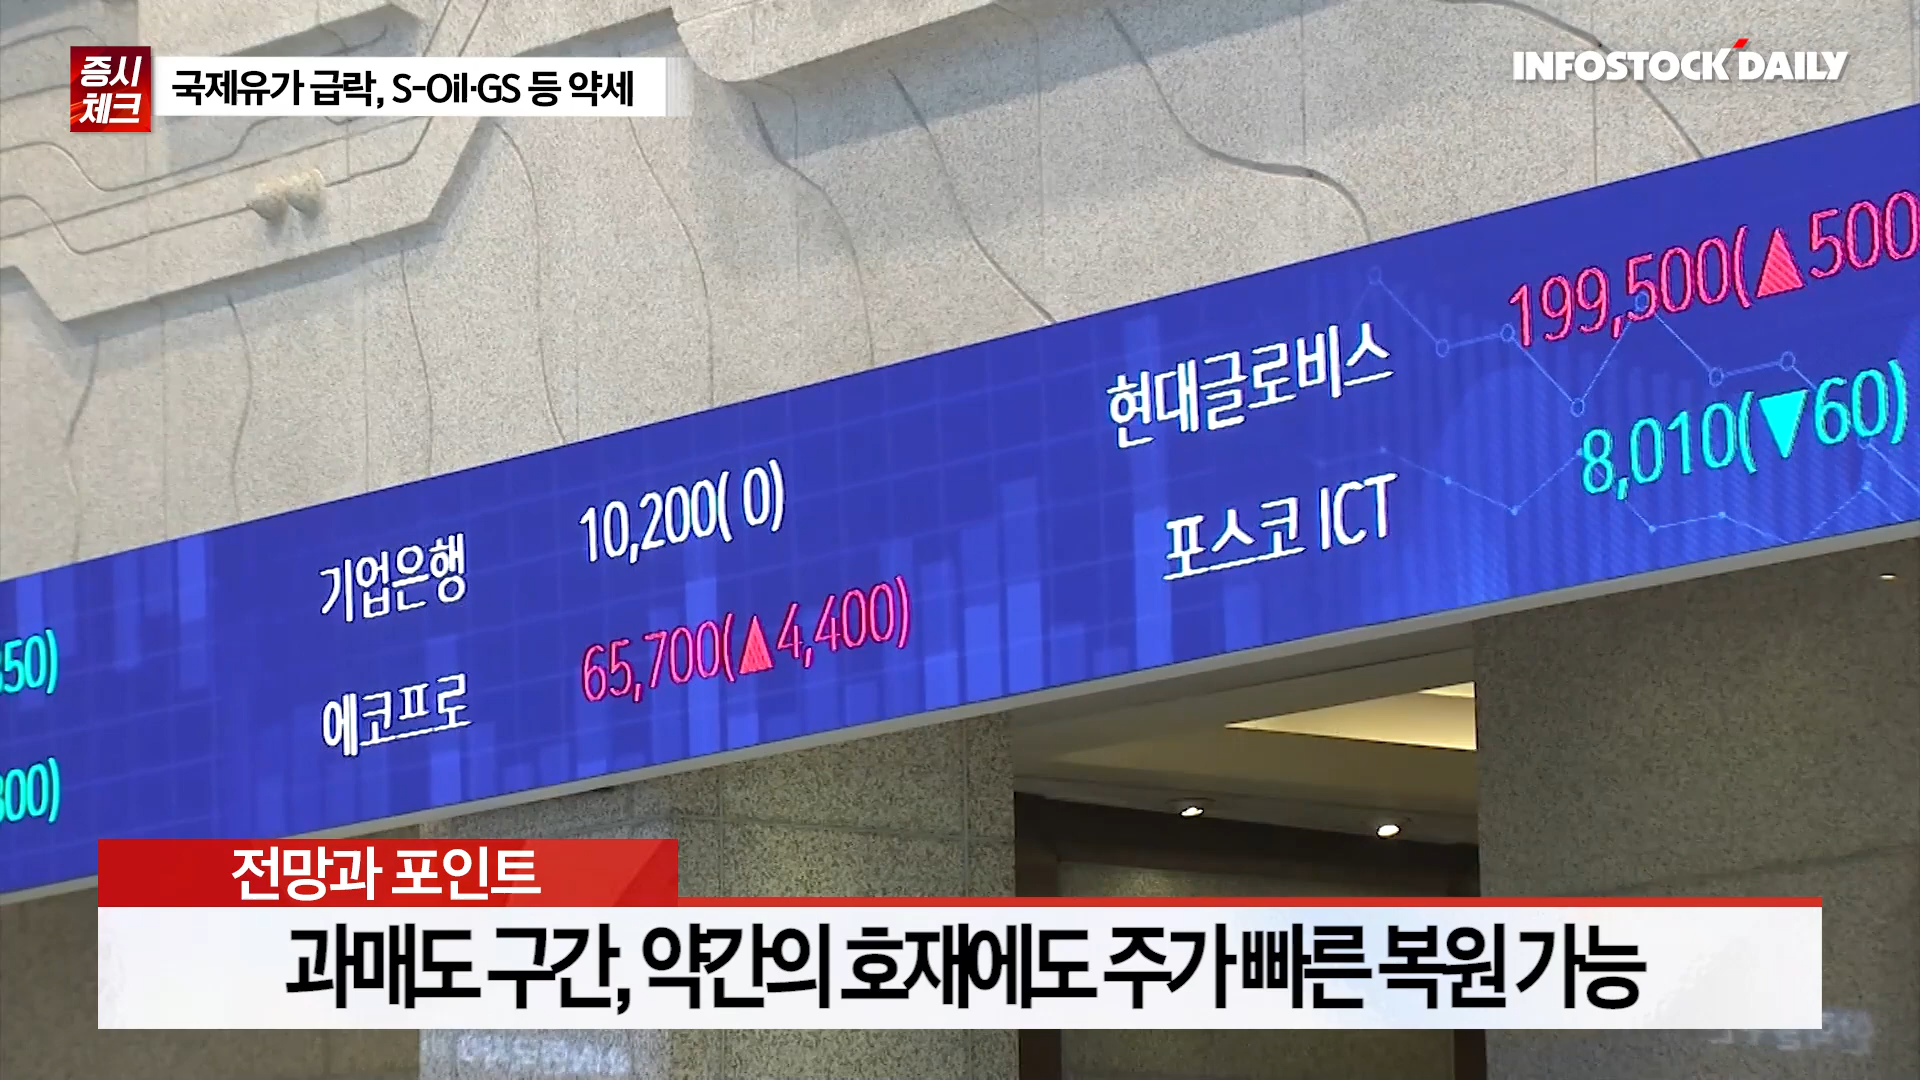 증시
체크
국제유가 급락, S-Oil·GS 등 약세
INFOSTOCK DAILY
현대글로비스 199,500(▲500
포스코 ICT 8,010(▼60)
기업은행 10,200( 0)
에코프로 65,700(▲4,400)
50)
00)
전망과 포인트
과매도 구간, 약간의 호재에도 주가 빠른 복원 가능